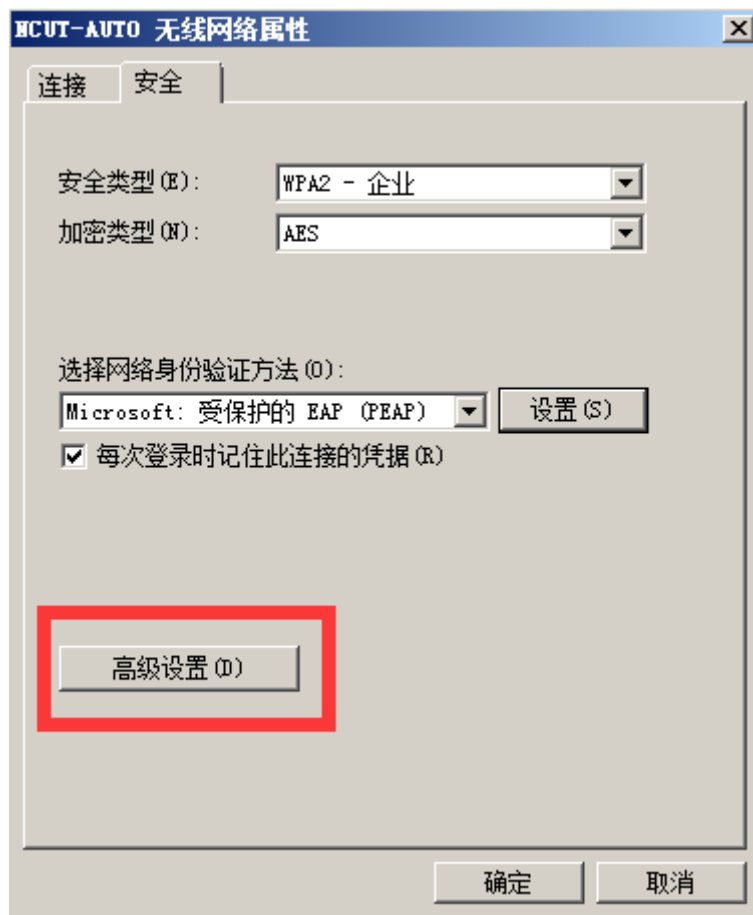 NCUT-AUTO 无线网络属性
连接 安全
安全类型(E): WPA2 - 企业
加密类型(N): AES
选择网络身份验证方法(O):
Microsoft: 受保护的 EAP (PEAP) 设置(S)
每次登录时记住此连接的凭据(R)
高级设置(D)
确定 取消